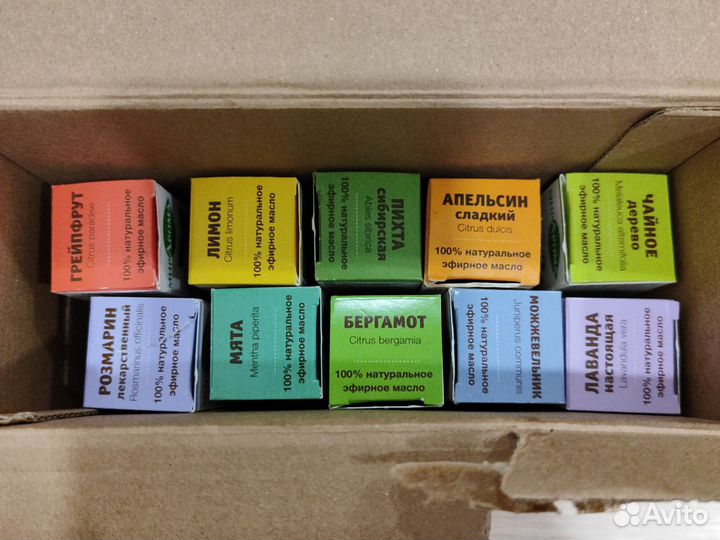 ГРЕЙПФРУТ
Citrus paradise
100% натуральное
эфирное масло
ЛИМОН
Citrus limonum
100% натуральное
эфирное масло
ПИХТА
сибирская
Abies sibirica
100% натуральное
эфирное масло
АПЕЛЬСИН
сладкий
Citrus dulcis
100% натуральное
эфирное масло
ЧАЙНОЕ
дерево
Melaleuca alternifolia
100% натуральное
эфирное масло
РОЗМАРИН
лекарственный
Rosmarinus officinalis
100% натуральное
эфирное масло
МЯТА
Mentha piperita
100% натуральное
эфирное масло
БЕРГАМОТ
Citrus bergamia
100% натуральное
эфирное масло
МОЖЖЕВЕЛЬНИК
Juniperus communis
100% натуральное
эфирное масло
ЛАВАНДА
настоящая
Lavandula vera
100% натуральное
эфирное масло
Avito